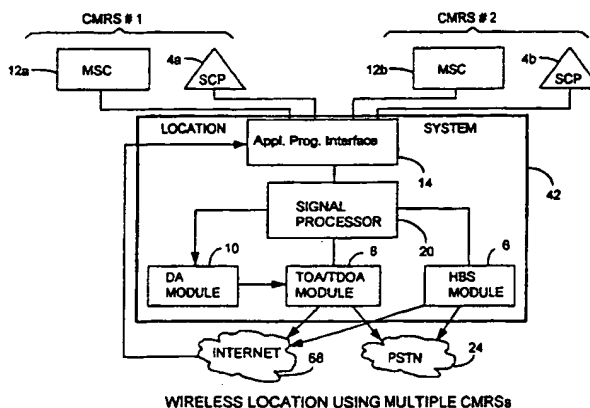 CMRS # 1
CMRS # 2
12a
MSC
4a
SCP
12b
MSC
4b
SCP
LOCATION
Appl. Prog. Interface
SYSTEM
14
42
SIGNAL
PROCESSOR
20
10
8
6
DA
MODULE
TOA/TDOA
MODULE
HBS
MODULE
INTERNET
68
PSTN
24
WIRELESS LOCATION USING MULTIPLE CMRSs